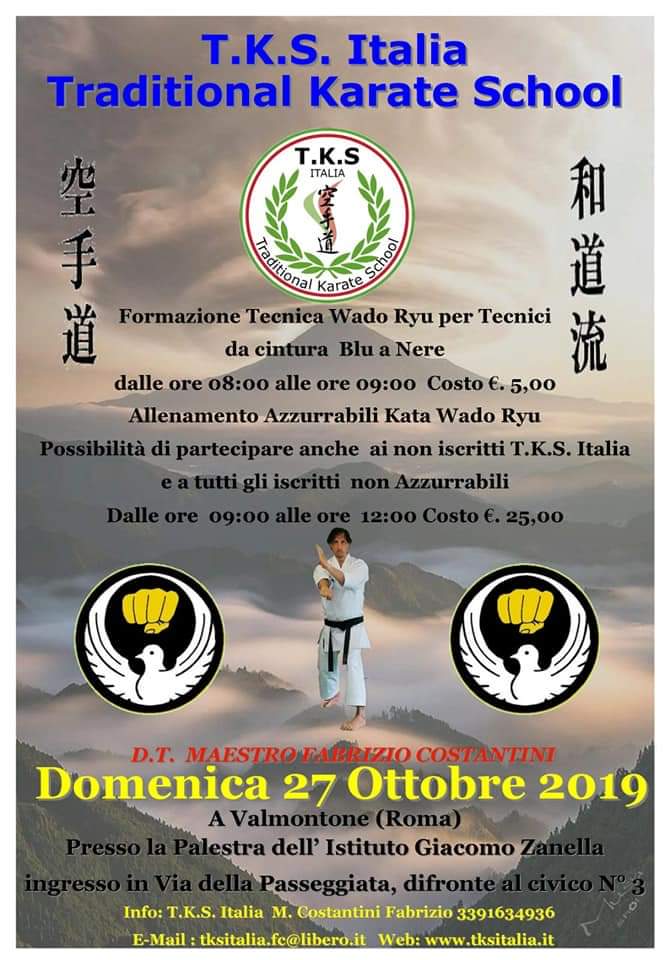 T.K.S. Italia
Traditional Karate School
空手道
和道流
T.K.S
ITALIA
空手道
Traditional Karate School
Formazione Tecnica Wado Ryu per Tecnici
da cintura Blu a Nere
dalle ore 08:00 alle ore 09:00 Costo €. 5,00
Allenamento Azzurrabili Kata Wado Ryu
Possibilità di partecipare anche ai non iscritti T.K.S. Italia
e a tutti gli iscritti non Azzurrabili
Dalle ore 09:00 alle ore 12:00 Costo €. 25,00
D.T. MAESTRO FABRIZIO COSTANTINI
Domenica 27 Ottobre 2019
A Valmontone (Roma)
Presso la Palestra dell' Istituto Giacomo Zanella
ingresso in Via della Passeggiata, difronte al civico N° 3
Info: T.K.S. Italia M. Costantini Fabrizio 3391634936
E-Mail : tksitalia.fc@libero.it Web: www.tksitalia.it